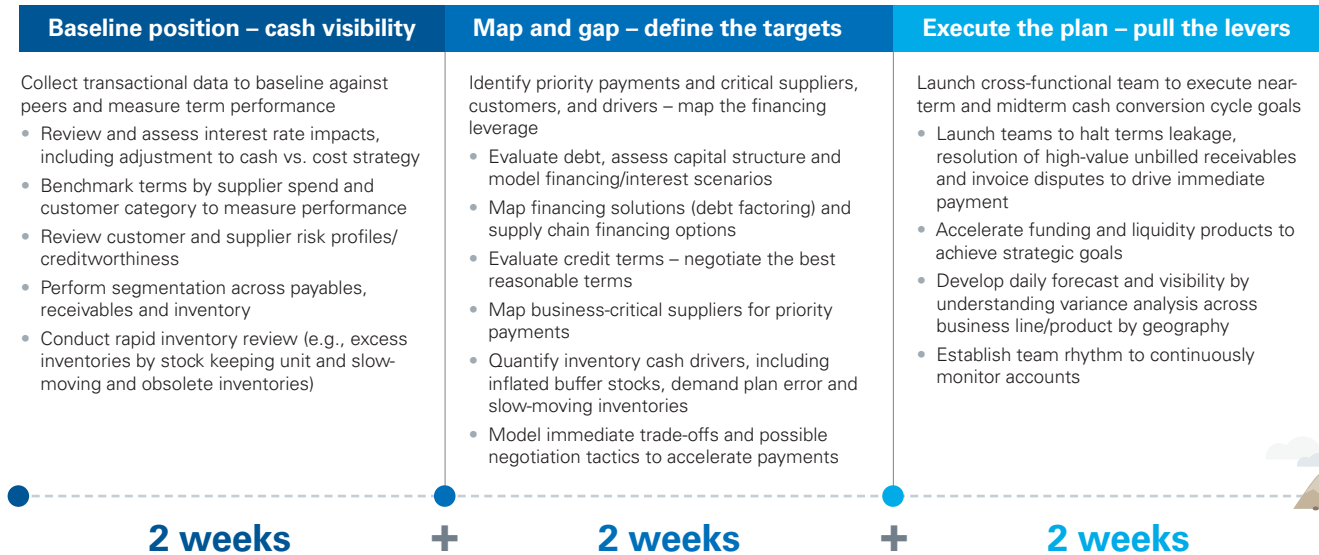 Baseline position – cash visibility
Collect transactional data to baseline against
peers and measure term performance
• Review and assess interest rate impacts,
including adjustment to cash vs. cost strategy
• Benchmark terms by supplier spend and
customer category to measure performance
• Review customer and supplier risk profiles/
creditworthiness
• Perform segmentation across payables,
receivables and inventory
• Conduct rapid inventory review (e.g., excess
inventories by stock keeping unit and slow-
moving and obsolete inventories)
Map and gap – define the targets
Identify priority payments and critical suppliers,
customers, and drivers – map the financing
leverage
• Evaluate debt, assess capital structure and
model financing/interest scenarios
• Map financing solutions (debt factoring) and
supply chain financing options
• Evaluate credit terms – negotiate the best
reasonable terms
• Map business-critical suppliers for priority
payments
• Quantify inventory cash drivers, including
inflated buffer stocks, demand plan error and
slow-moving inventories
• Model immediate trade-offs and possible
negotiation tactics to accelerate payments
Execute the plan – pull the levers
Launch cross-functional team to execute near-
term and midterm cash conversion cycle goals
• Launch teams to halt terms leakage,
resolution of high-value unbilled receivables
and invoice disputes to drive immediate
payment
• Accelerate funding and liquidity products to
achieve strategic goals
• Develop daily forecast and visibility by
understanding variance analysis across
business line/product by geography
• Establish team rhythm to continuously
monitor accounts
2 weeks + 2 weeks + 2 weeks